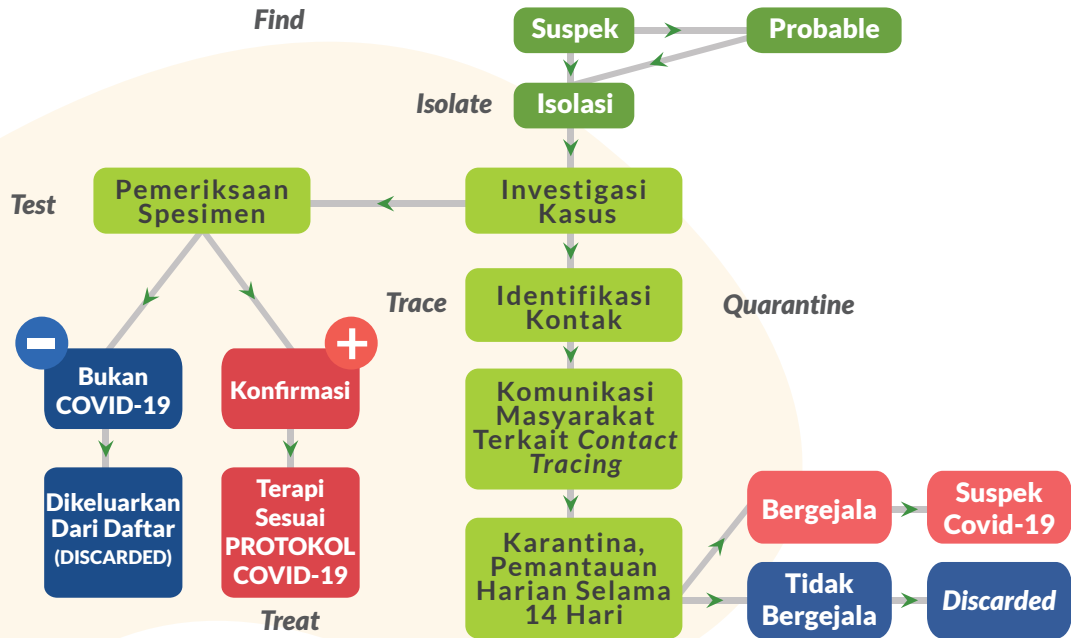 Find
Suspek
Probable
Isolate
Isolasi
Test
Pemeriksaan
Spesimen
Investigasi
Kasus
Trace
Identifikasi
Kontak
Quarantine
Bukan
COVID-19
Konfirmasi
Komunikasi
Masyarakat
Terkait Contact
Tracing
Dikeluarkan
Dari Daftar
(DISCARDED)
Terapi
Sesuai
PROTOKOL
COVID-19
Karantina,
Pemantauan
Harian Selama
14 Hari
Bergejala
Suspek
Covid-19
Tidak
Bergejala
Discarded
Treat